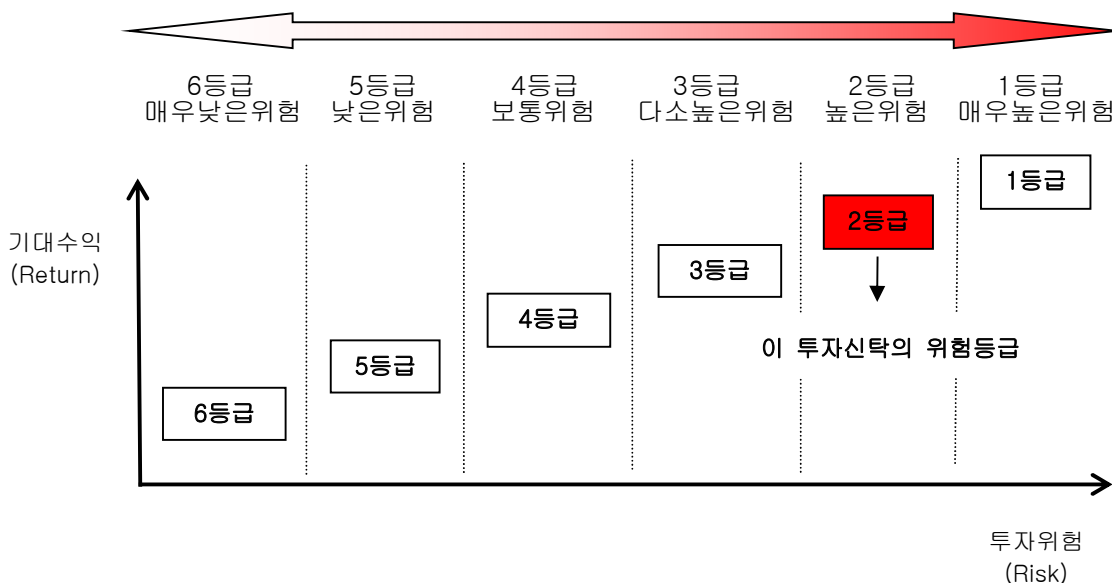 6등급 5등급 4등급 3등급 2등급 1등급
매우낮은위험 낮은위험 보통위험 다소높은위험 높은위험 매우높은위험
1등급
2등급
기대수익
(Return)
3등급
4등급
이 투자신탁의 위험등급
5등급
6등급
투자위험
(Risk)